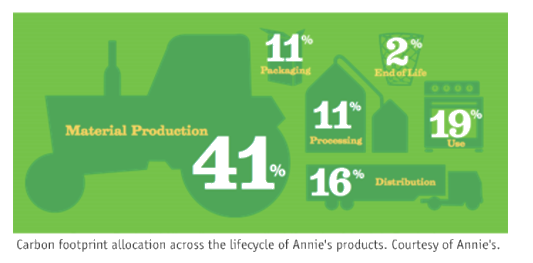 11%
Packaging
2%
End of Life
Material Production
41%
11%
Processing
19%
Use
16%
Distribution
Carbon footprint allocation across the lifecycle of Annie's products. Courtesy of Annie's.